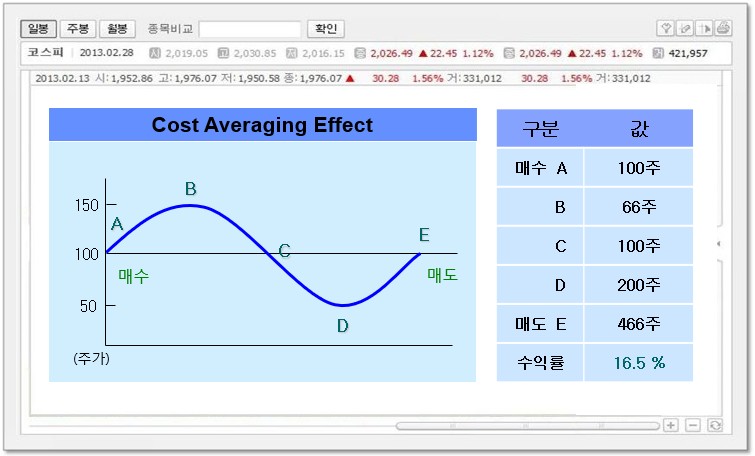 일봉 주봉 월봉 종목비교 확인
코스피 2013.02.28 시 2,019.05 고 2,030.85 저 2,016.15 종 2,026.49 ▲ 22.45 1.12% 종 2,026.49 ▲ 22.45 1.12% 거 421,957
2013.02.13 시:1,952.86 고:1,976.07 저:1,950.58 종:1,976.07 ▲ 30.28 1.56% 거:331,012 30.28 1.56% 거:331,012
Cost Averaging Effect
150
100
50
(주가)
A
B
C
D
E
매수
매도
구분 값
매수 A 100주
B 66주
C 100주
D 200주
매도 E 466주
수익률 16.5 %